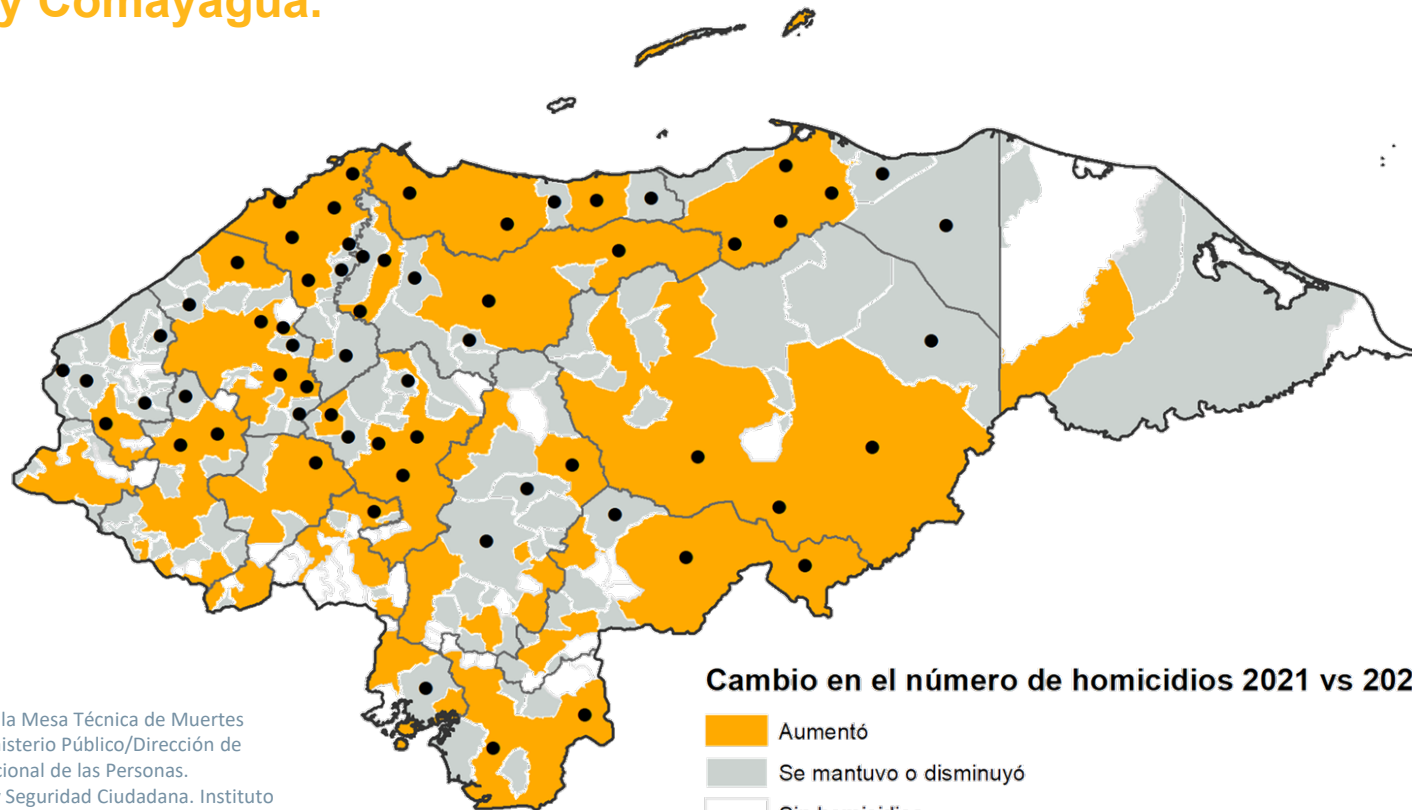 y Comayagua.
Cambio en el número de homicidios 2021 vs 202
Aumentó
Se mantuvo o disminuyó
la Mesa Técnica de Muertes
isterio Público/Dirección de
cional de las Personas.
Seguridad Ciudadana. Instituto